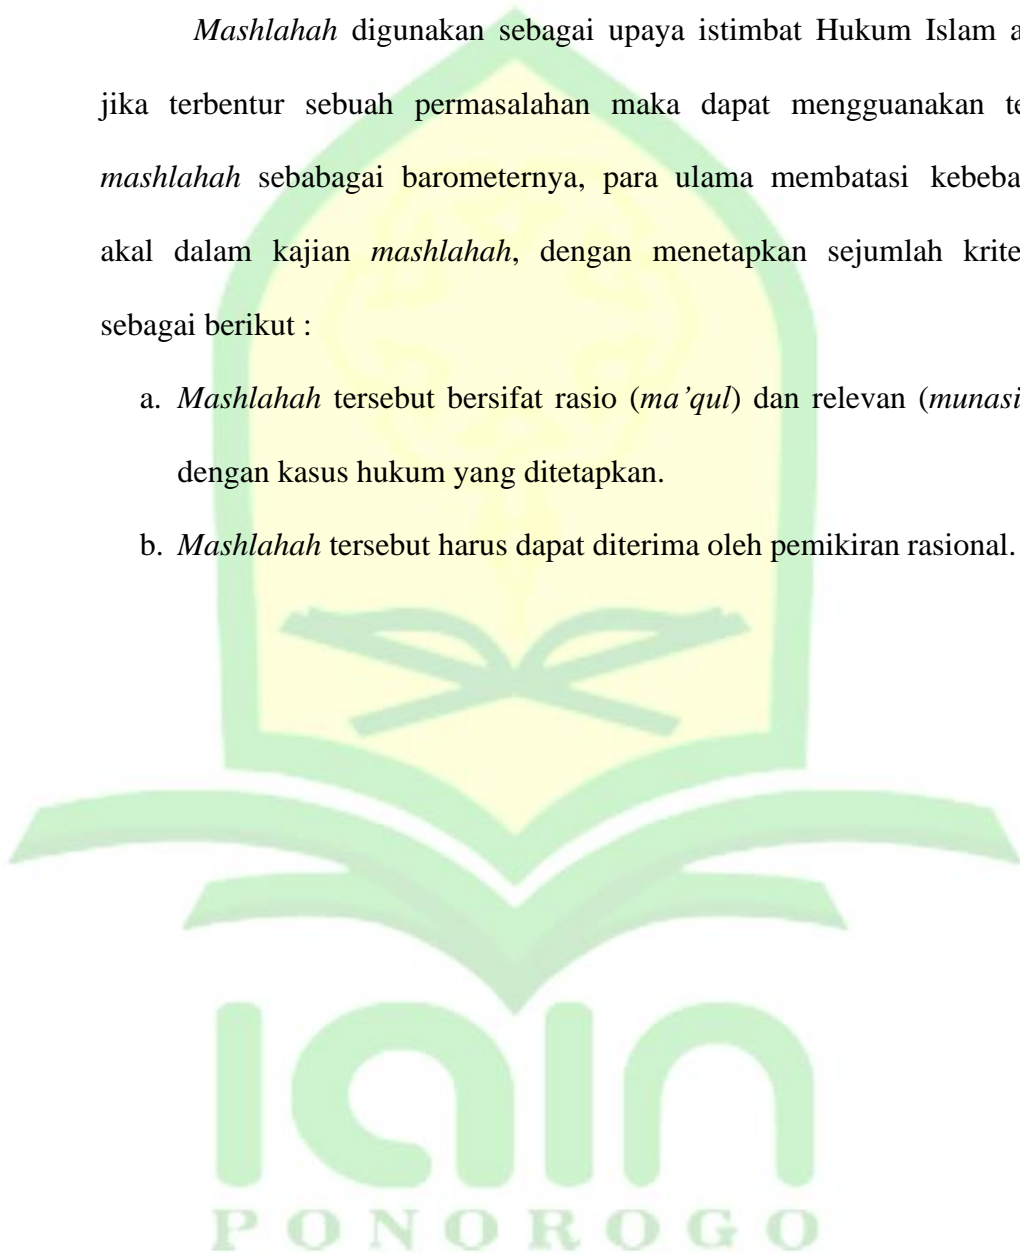 Mashlahah digunakan sebagai upaya istimbat Hukum Islam a
jika terbentur sebuah permasalahan maka dapat mengguanakan te
mashlahah sebabagai barometernya, para ulama membatasi kebeba
akal dalam kajian mashlahah, dengan menetapkan sejumlah krite
sebagai berikut :
a. Mashlahah tersebut bersifat rasio (ma’qul) dan relevan (munasi
dengan kasus hukum yang ditetapkan.
b. Mashlahah tersebut harus dapat diterima oleh pemikiran rasional.
iain
PONOROGO